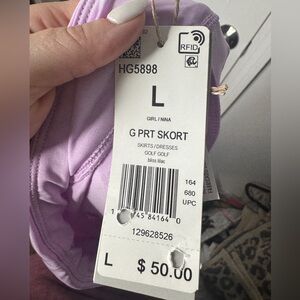 RFID
HG5898
L
GIRL / NINA
G PRT SKORT
SKIRTS / DRESSES
GOLF GOLF
bliss lilac
164
680
UPC
129628526
L $ 50.00